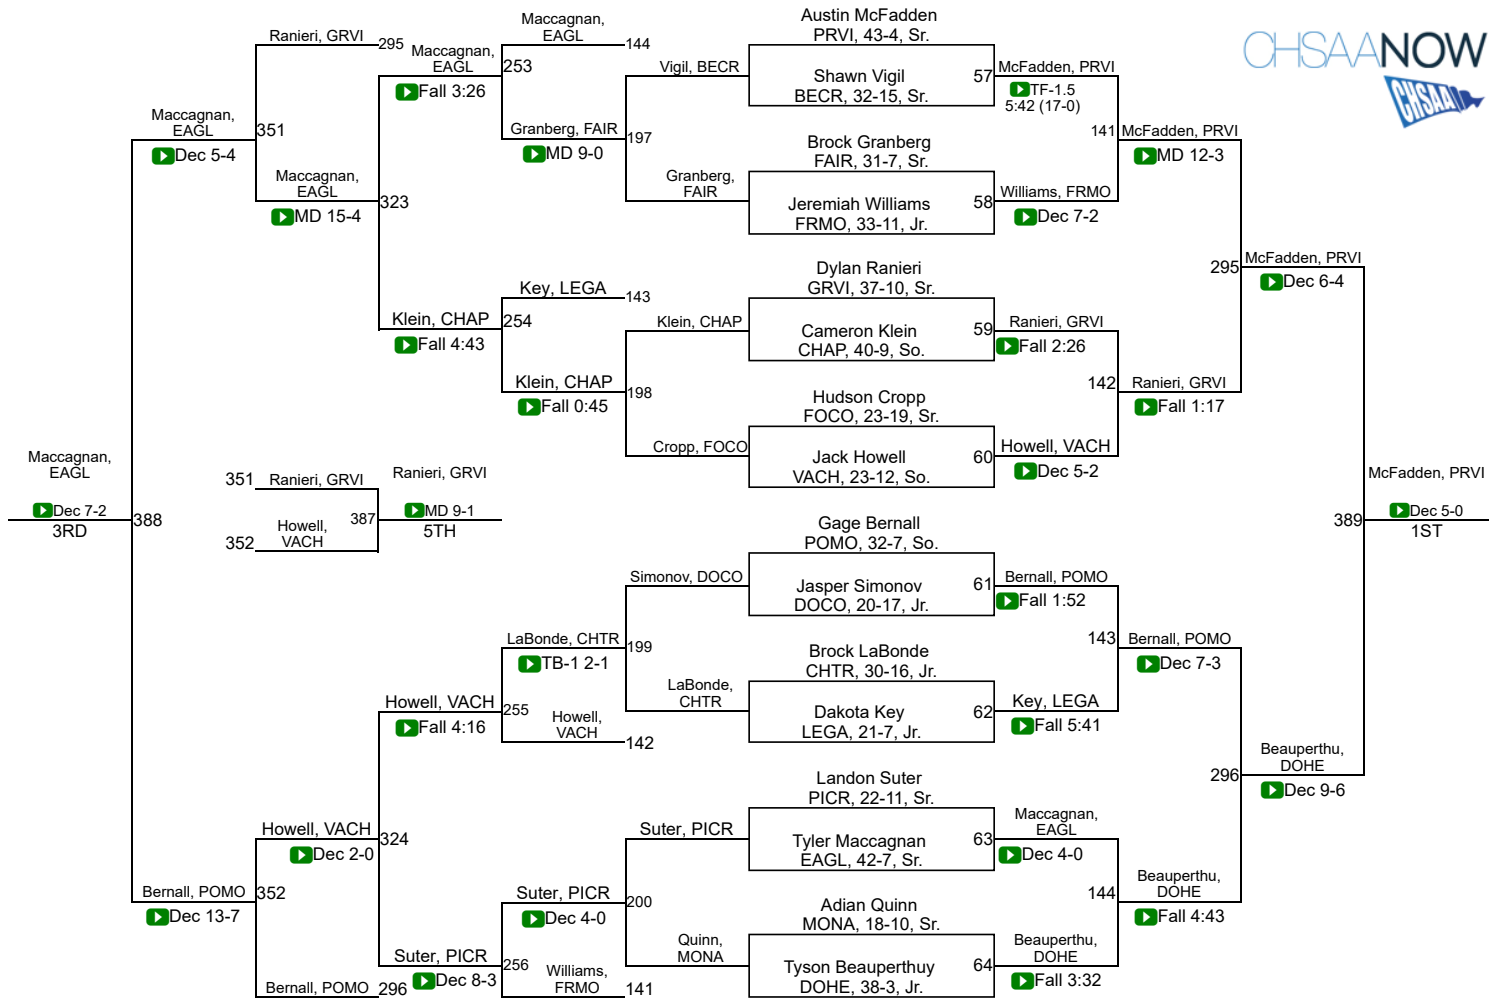 CHSAANOW
CHSAA
Ranieri, GRVI
295
Maccagnan,
EAGL
Fall 3:26
253
Maccagnan,
EAGL
144
Vigil, BECR
Granberg, FAIR
MD 9-0
197
Granberg,
FAIR
Maccagnan,
EAGL
Dec 5-4
351
Maccagnan,
EAGL
MD 15-4
323
Key, LEGA
143
Klein, CHAP
Fall 4:43
254
Klein, CHAP
Klein, CHAP
Fall 0:45
198
Cropp, FOCO
Maccagnan,
EAGL
Dec 7-2
3RD
388
351
Ranieri, GRVI
352
Howell,
VACH
387
Ranieri, GRVI
MD 9-1
5TH
Simonov, DOCO
LaBonde, CHTR
TB-1 2-1
199
LaBonde,
CHTR
Howell, VACH
Fall 4:16
255
Howell,
VACH
142
Howell, VACH
Dec 2-0
324
Bernall, POMO
Dec 13-7
352
Suter, PICR
Suter, PICR
Dec 4-0
200
Quinn,
MONA
Suter, PICR
Dec 8-3
256
Williams,
FRMO
141
Bernall, POMO
296
Austin McFadden
PRVI, 43-4, Sr.
Shawn Vigil
BECR, 32-15, Sr.
57
Brock Granberg
FAIR, 31-7, Sr.
Jeremiah Williams
FRMO, 33-11, Jr.
58
Dylan Ranieri
GRVI, 37-10, Sr.
Cameron Klein
CHAP, 40-9, So.
59
Hudson Cropp
FOCO, 23-19, Sr.
Jack Howell
VACH, 23-12, So.
60
Gage Bernall
POMO, 32-7, So.
Jasper Simonov
DOCO, 20-17, Jr.
61
Brock LaBonde
CHTR, 30-16, Jr.
Dakota Key
LEGA, 21-7, Jr.
62
Landon Suter
PICR, 22-11, Sr.
Tyler Maccagnan
EAGL, 42-7, Sr.
63
Adian Quinn
MONA, 18-10, Sr.
Tyson Beauperthuy
DOHE, 38-3, Jr.
64
McFadden, PRVI
TF-1.5
5:42 (17-0)
141
Williams, FRMO
Dec 7-2
McFadden, PRVI
MD 12-3
Ranieri, GRVI
Fall 2:26
142
Howell, VACH
Dec 5-2
Ranieri, GRVI
Fall 1:17
295
McFadden, PRVI
Dec 6-4
Bernall, POMO
Fall 1:52
143
Key, LEGA
Fall 5:41
Bernall, POMO
Dec 7-3
Maccagnan,
EAGL
Dec 4-0
144
Beauperthu,
DOHE
Fall 3:32
Beauperthu,
DOHE
Fall 4:43
296
Beauperthu,
DOHE
Dec 9-6
389
McFadden, PRVI
Dec 5-0
1ST